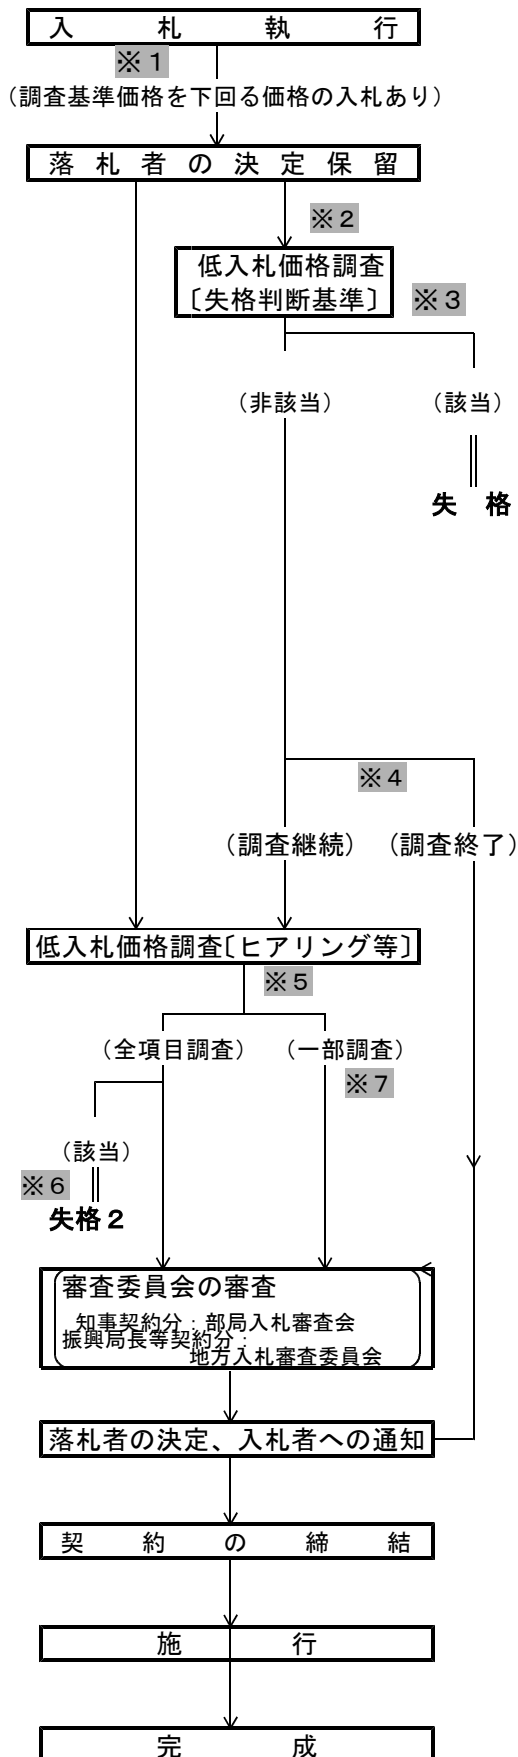 入札執行
※１
（調査基準価格を下回る価格の入札あり）
落札者の決定保留
※２
低入札価格調査
〔失格判断基準〕
※３
（非該当）
（該当）
失格
※４
（調査継続）
（調査終了）
低入札価格調査〔ヒアリング等〕
※５
（全項目調査）
（一部調査）
※７
（該当）
※６
失格２
審査委員会の審査
知事契約分：部局入札審査会
振興局長等契約分：
地方入札審査委員会
落札者の決定、入札者への通知
契約の締結
施行
完成